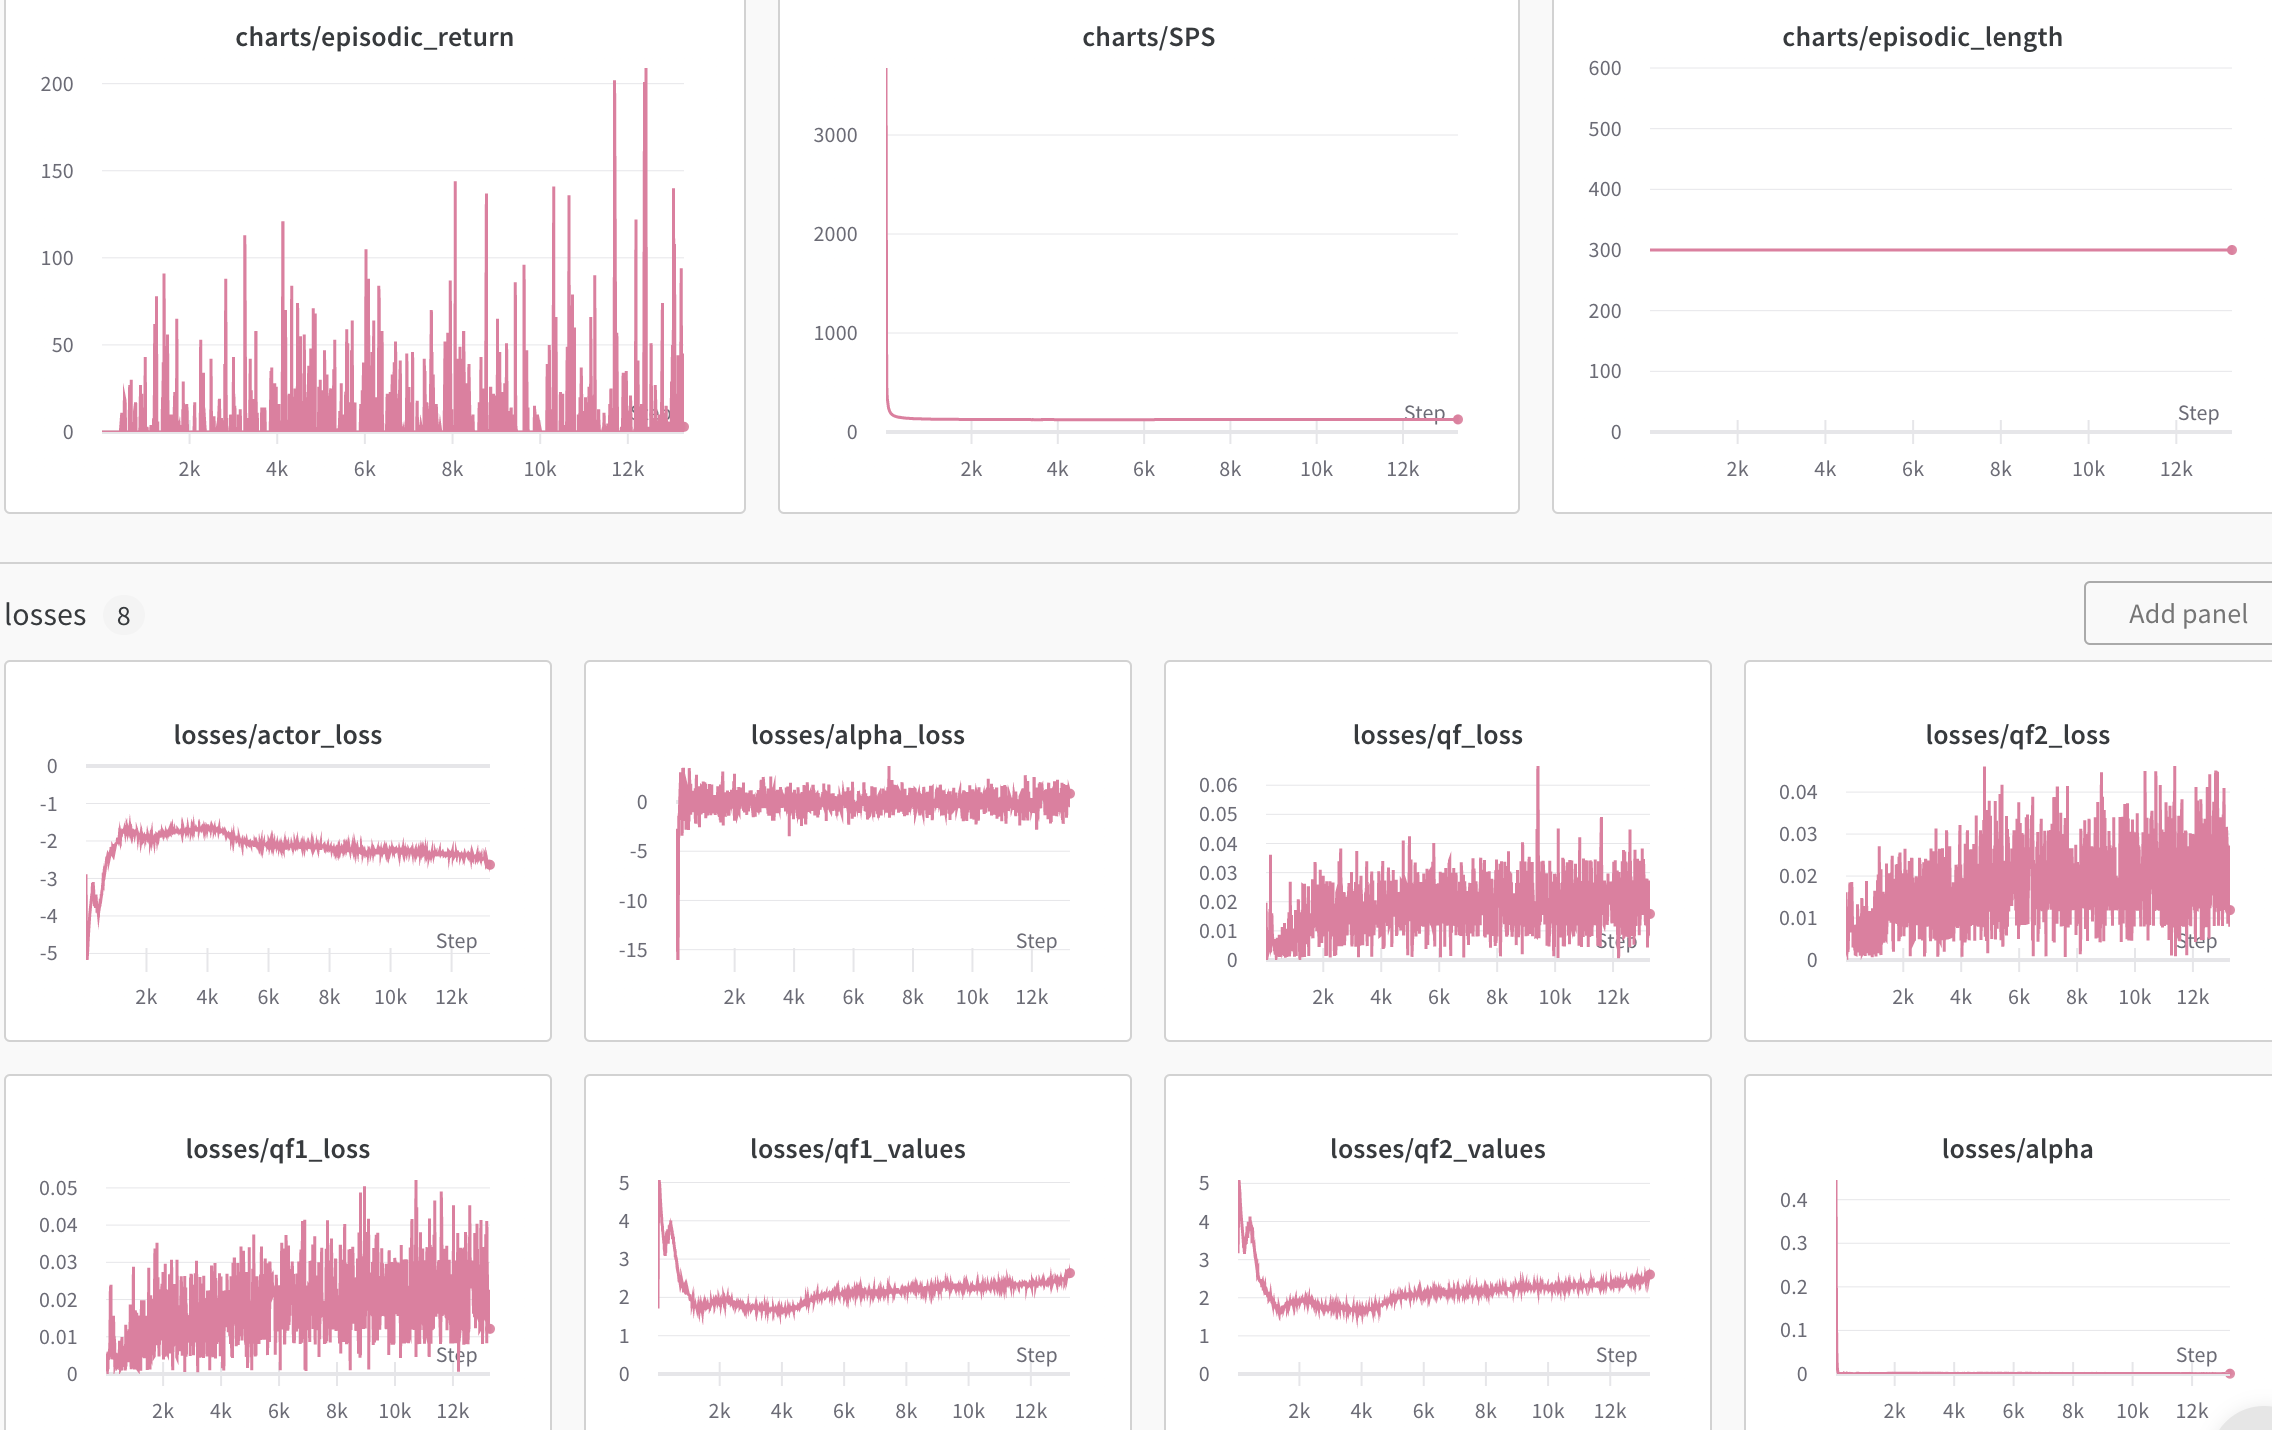 charts/episodic_return
200
150
100
50
0
Step
2k 4k 6k 8k 10k 12k
charts/SPS
3000
2000
1000
0
Step
2k 4k 6k 8k 10k 12k
charts/episodic_length
600
500
400
300
200
100
0
Step
2k 4k 6k 8k 10k 12k
losses 8
Add panel
losses/actor_loss
0
-1
-2
-3
-4
-5
Step
2k 4k 6k 8k 10k 12k
losses/alpha_loss
0
-5
-10
-15
Step
2k 4k 6k 8k 10k 12k
losses/qf_loss
0.06
0.05
0.04
0.03
0.02
0.01
0
Step
2k 4k 6k 8k 10k 12k
losses/qf2_loss
0.04
0.03
0.02
0.01
0
Step
2k 4k 6k 8k 10k 12k
losses/qf1_loss
0.05
0.04
0.03
0.02
0.01
0
Step
2k 4k 6k 8k 10k 12k
losses/qf1_values
5
4
3
2
1
0
Step
2k 4k 6k 8k 10k 12k
losses/qf2_values
5
4
3
2
1
0
Step
2k 4k 6k 8k 10k 12k
losses/alpha
0.4
0.3
0.2
0.1
0
Step
2k 4k 6k 8k 10k 12k